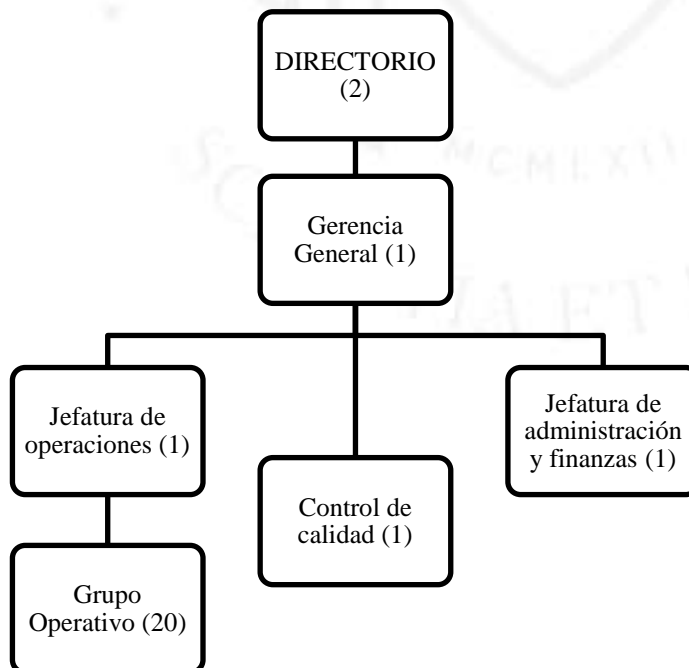 DIRECTORIO
(2)
Gerencia
General (1)
Jefatura de
operaciones (1)
Jefatura de
administración
y finanzas (1)
Control de
calidad (1)
Grupo
Operativo (20)
MCMLXII